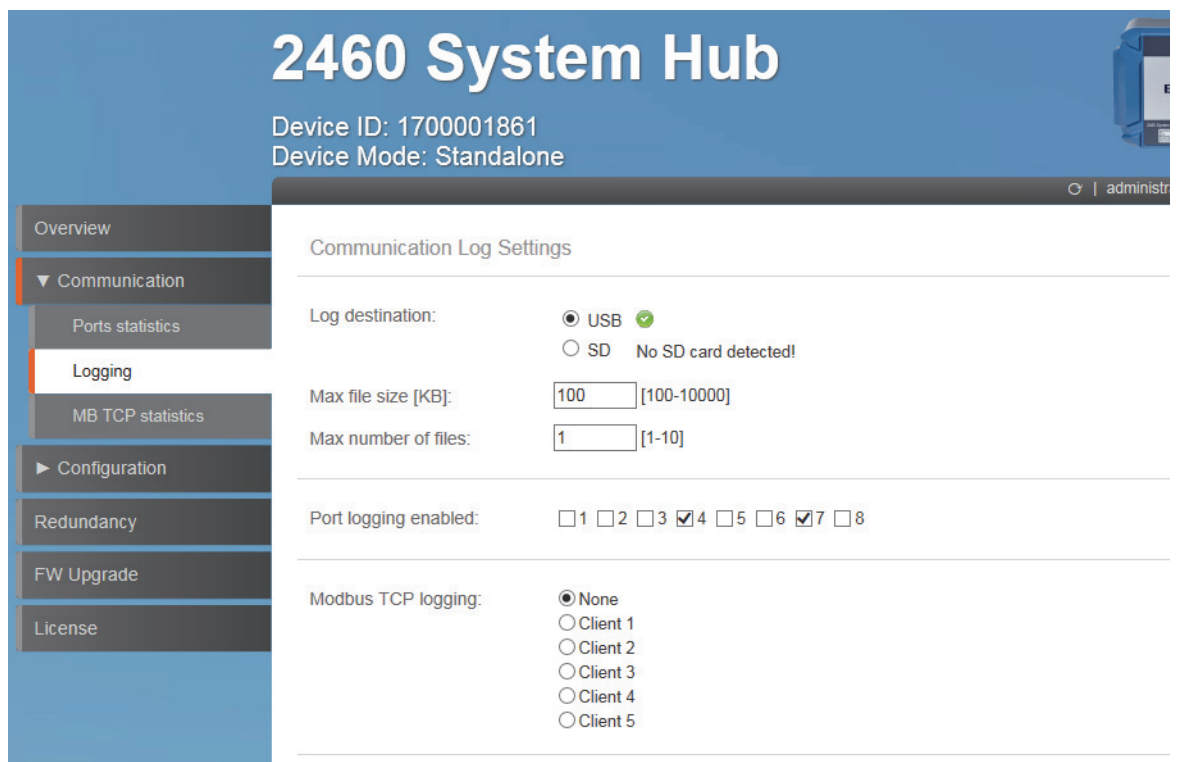 2460 System Hub
Device ID: 1700001861
Device Mode: Standalone
Overview
▼ Communication
Ports statistics
Logging
MB TCP statistics
► Configuration
Redundancy
FW Upgrade
License
| administr
Communication Log Settings
Log destination:
USB
SD No SD card detected!
Max file size [KB]: 100 [100-10000]
Max number of files: 1 [1-10]
Port logging enabled: 1 2 3 4 5 6 7 8
Modbus TCP logging:
None
Client 1
Client 2
Client 3
Client 4
Client 5